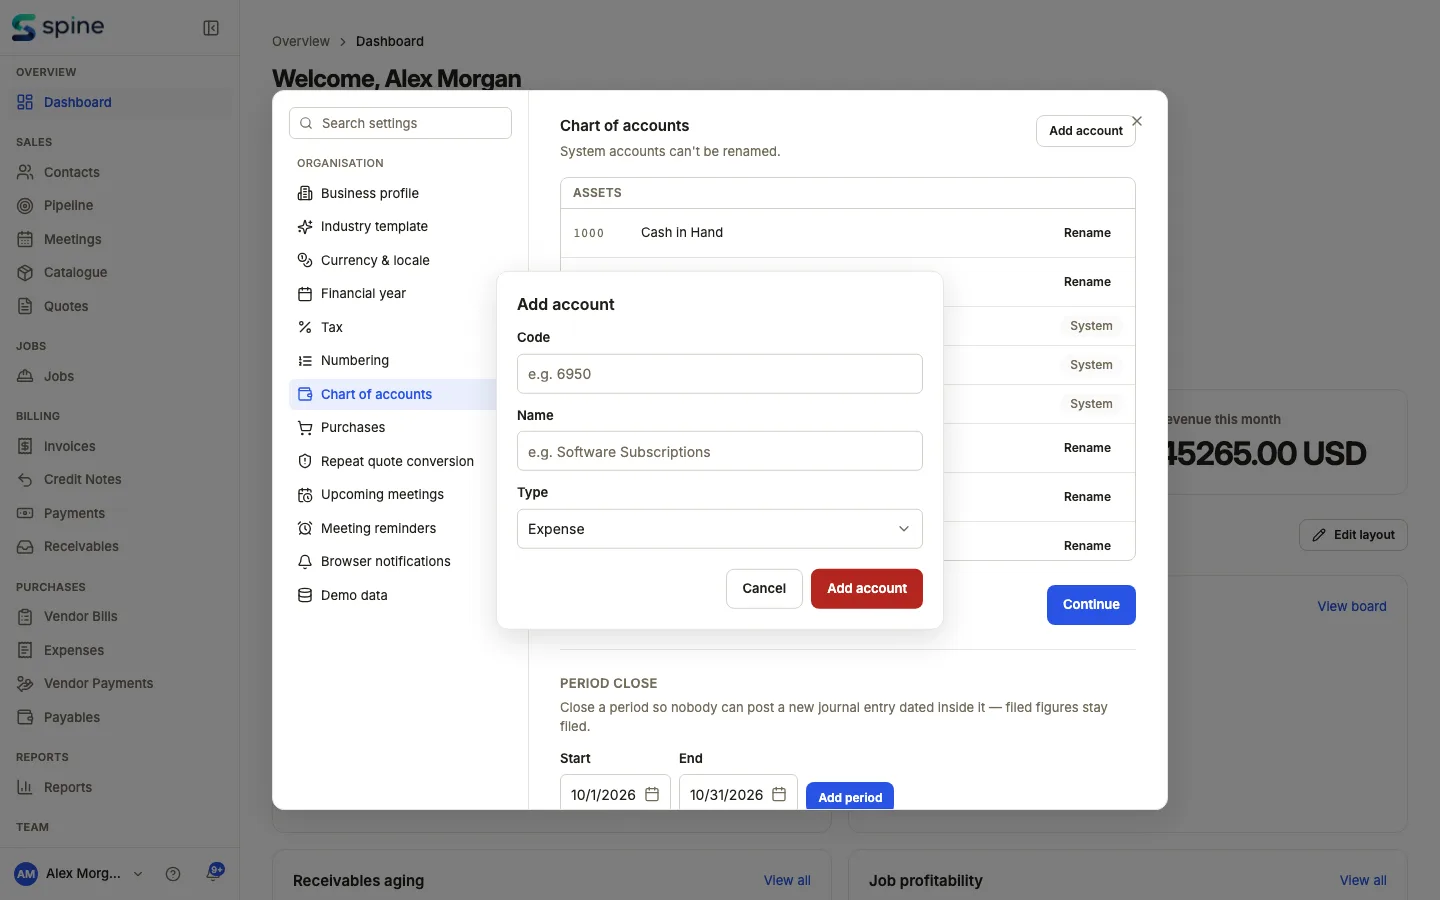 spine
OVERVIEW
Dashboard
SALES
Contacts
Pipeline
Meetings
Catalogue
Quotes
JOBS
Jobs
BILLING
Invoices
Credit Notes
Payments
Receivables
PURCHASES
Vendor Bills
Expenses
Vendor Payments
Payables
REPORTS
Reports
TEAM
AM Alex Morg... 9+
Overview > Dashboard
Welcome, Alex Morgan
Search settings
ORGANISATION
Business profile
Industry template
Currency & locale
Financial year
Tax
Numbering
Chart of accounts
Purchases
Repeat quote conversion
Upcoming meetings
Meeting reminders
Browser notifications
Demo data
Chart of accounts
Add account
System accounts can't be renamed.
ASSETS
1000 Cash in Hand Rename
Rename
System
System
System
Rename
Rename
Rename
Add account
Code
e.g. 6950
Name
e.g. Software Subscriptions
Type
Expense
Cancel
Add account
Continue
PERIOD CLOSE
Close a period so nobody can post a new journal entry dated inside it — filed figures stay
filed.
Start End
10/1/2026 10/31/2026 Add period
evenue this month
45265.00 USD
Edit layout
View board
Receivables aging View all
Job profitability View all